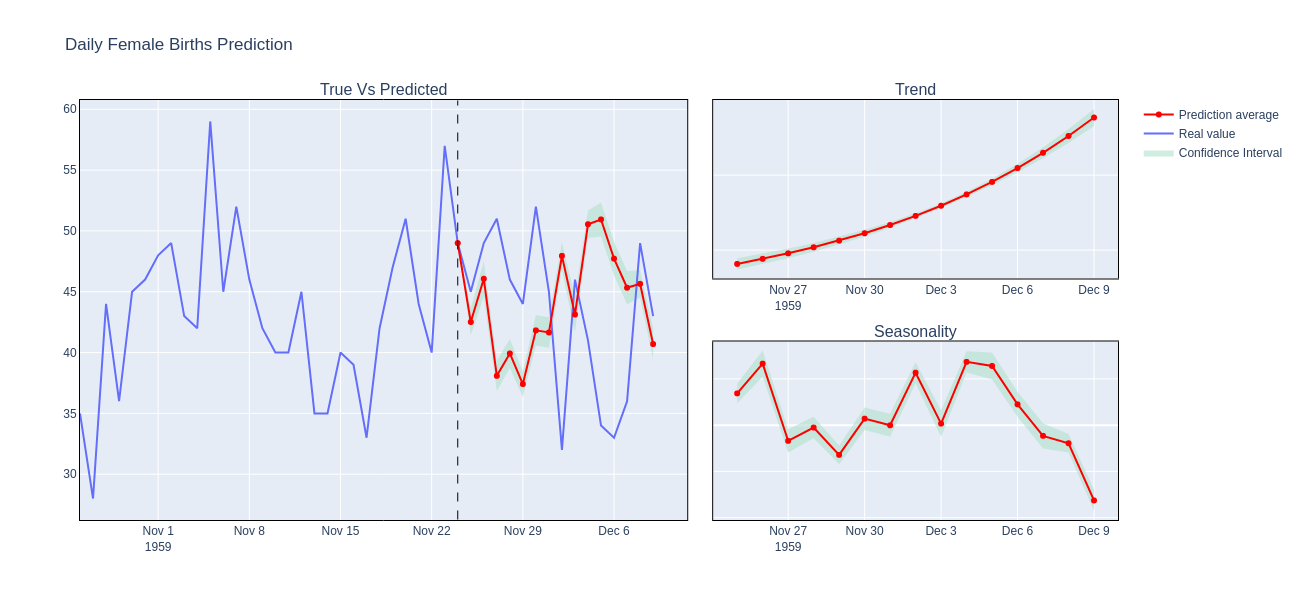 Daily Female Births Prediction
True Vs Predicted
60
55
50
45
40
35
30
Nov 1
1959
Nov 8
Nov 15
Nov 22
Nov 29
Dec 6
Trend
Nov 27
1959
Nov 30
Dec 3
Dec 6
Dec 9
Seasonality
Nov 27
1959
Nov 30
Dec 3
Dec 6
Dec 9
Prediction average
Real value
Confidence Interval